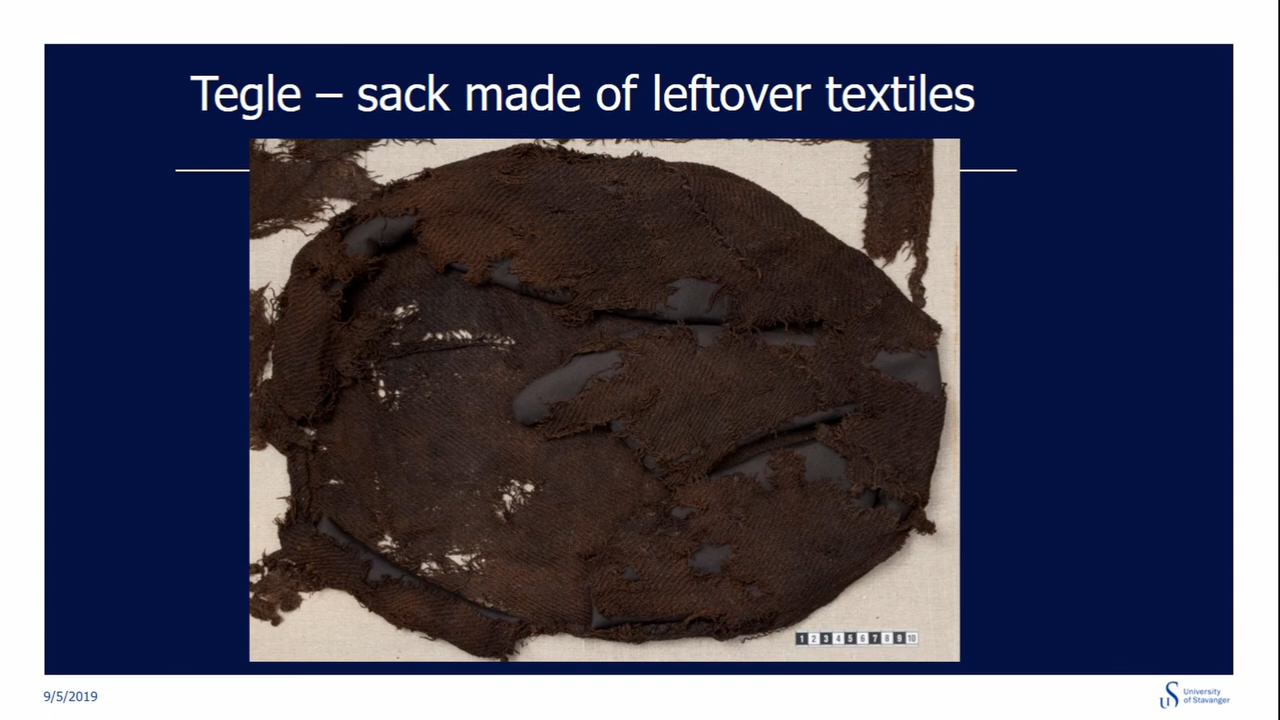 Tegle – sack made of leftover textiles
1 2 3 4 5 6 7 8 9 10
9/5/2019
University
of Stavanger